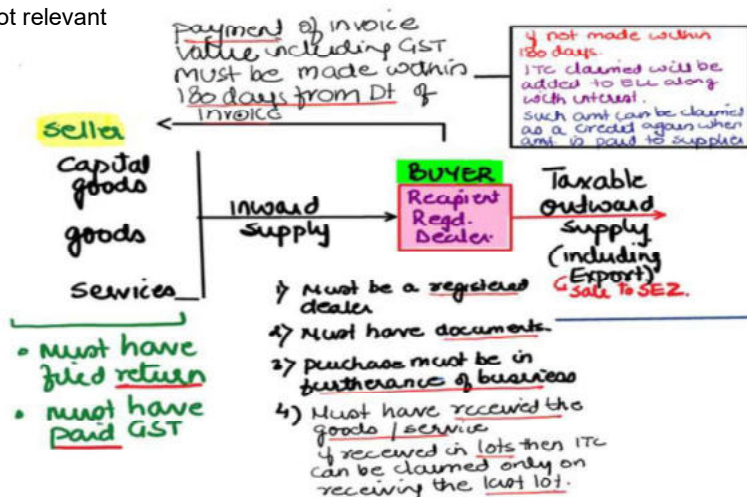 ot relevant
payment of invoice
value including GST
must be made within
180 days from Dt of
invoice
If not made within
180 days.
ITC claimed will be
added to ELL along
with interest.
such amt can be claimed
as a credit again when
amt is paid to supplier
seller
capital
goods
goods
services
inward
supply
BUYER
Recipient
Regd.
Dealer
Taxable
outward
supply
(including
Export)
sale to SEZ.
• must have
filed return
• must have
paid GST
1) Must be a registered
dealer
2) Must have documents.
3) purchase must be in
furtherance of business
4) Must have received the
goods / service
if received in lots then ITC
can be claimed only on
receiving the last lot.